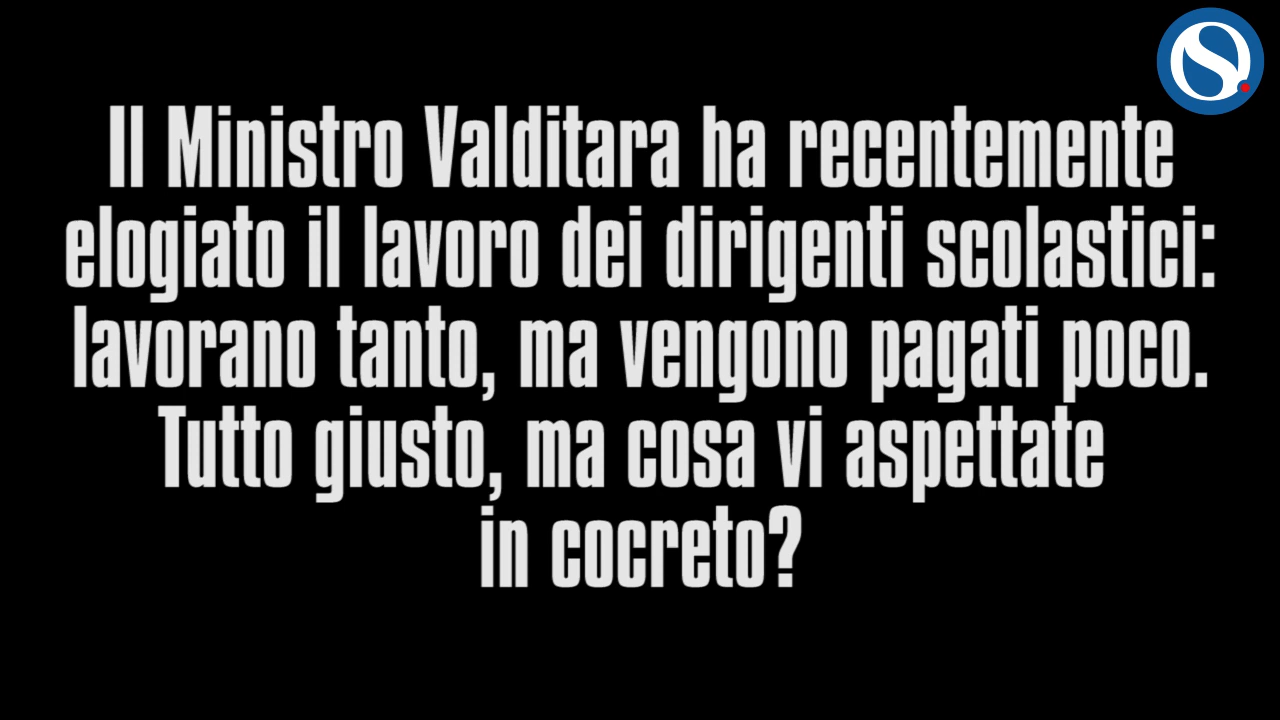 Il Ministro Valditara ha recentemente
elogiato il lavoro dei dirigenti scolastici:
lavorano tanto, ma vengono pagati poco.
Tutto giusto, ma cosa vi aspettate
in cocreto?